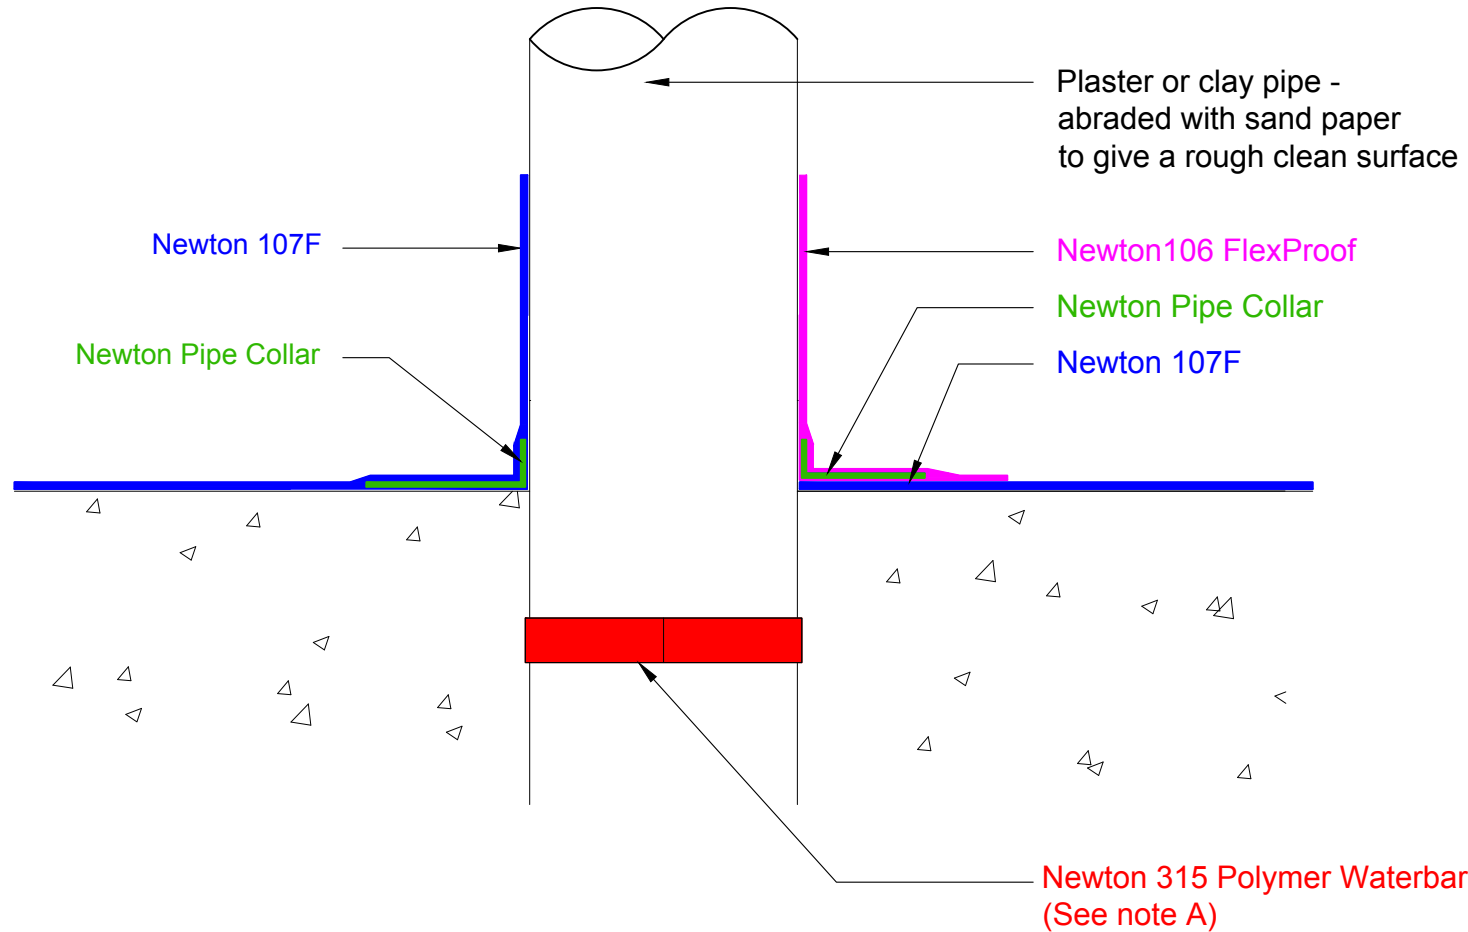 Plaster or clay pipe -
abraded with sand paper
to give a rough clean surface
Newton 107F
Newton Pipe Collar
Newton106 FlexProof
Newton Pipe Collar
Newton 107F
Newton 315 Polymer Waterbar
(See note A)